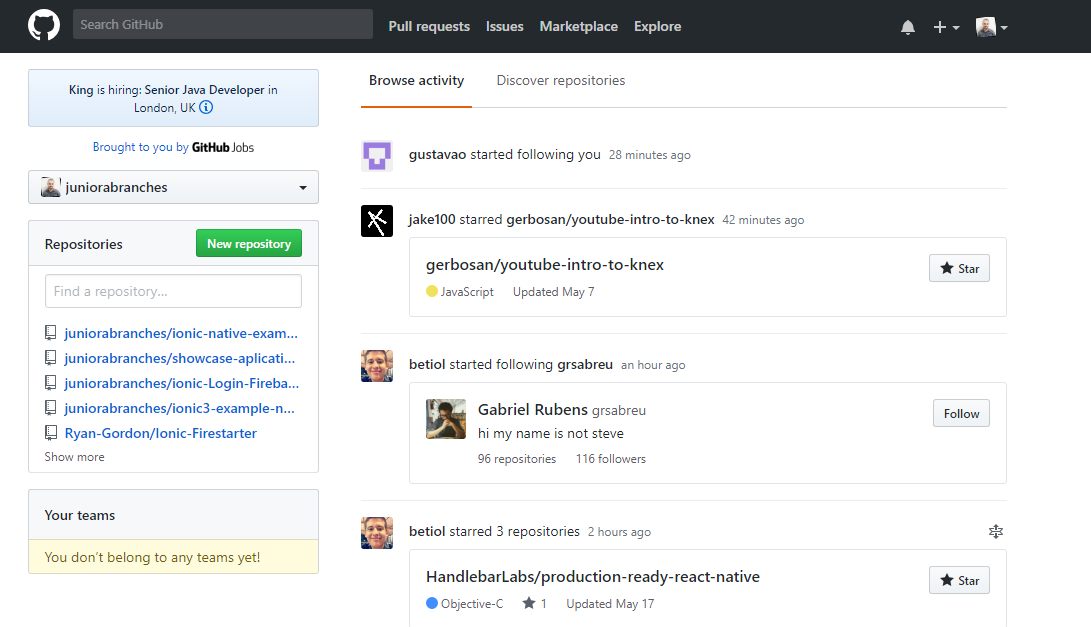 Search GitHub
Pull requests
Issues
Marketplace
Explore
King is hiring: Senior Java Developer in
London, UK
Brought to you by GitHub Jobs
juniorabranches
Repositories
New repository
Find a repository...
juniorabranches/ionic-native-exam...
juniorabranches/showcase-aplicati...
juniorabranches/ionic-Login-Fireba...
juniorabranches/ionic3-example-n...
Ryan-Gordon/Ionic-Firestarter
Show more
Your teams
You don't belong to any teams yet!
Browse activity
Discover repositories
gustavao started following you 28 minutes ago
jake100 starred gerbosan/youtube-intro-to-knex 42 minutes ago
gerbosan/youtube-intro-to-knex
Star
JavaScript Updated May 7
betiol started following grsabreu an hour ago
Gabriel Rubens grsabreu
Follow
hi my name is not steve
96 repositories 116 followers
betiol starred 3 repositories 2 hours ago
HandlebarLabs/production-ready-react-native
Star
Objective-C 1 Updated May 17